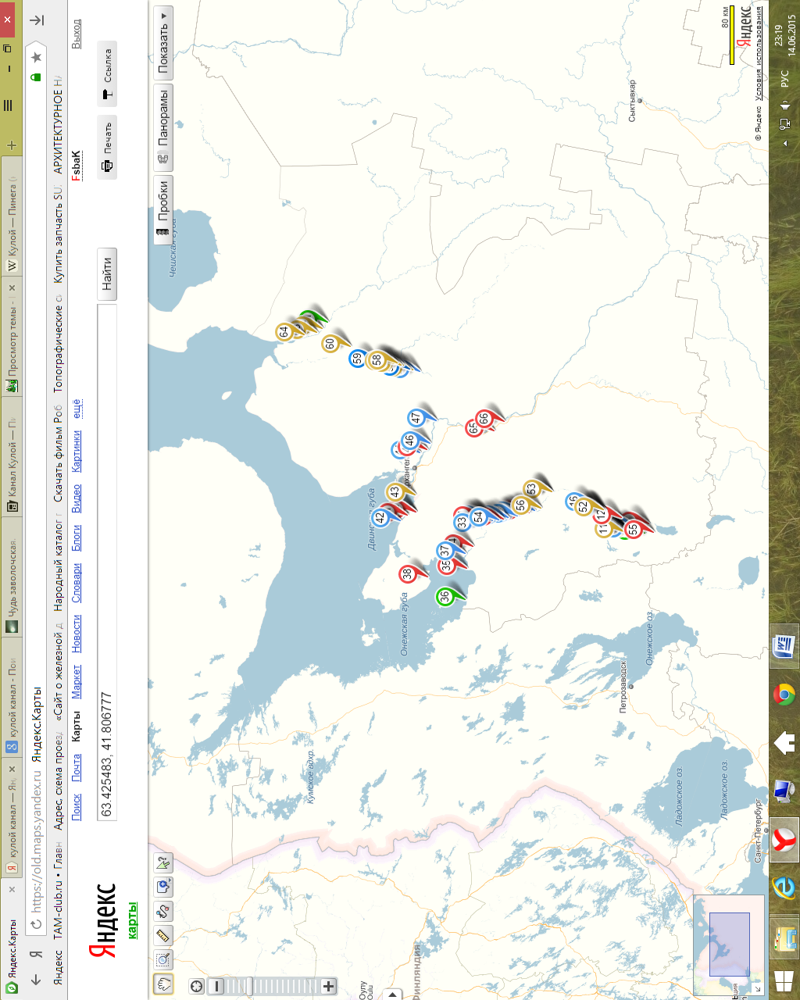 Яндекс.Карты
кулой канал — Ян
кулой канал - Пои
Чудь заволочская.
Канал Кулой — Пи
Просмотр темы -
Кулой — Пинега (
https://old.maps.yandex.ru Яндекс.Карты
Яндекс
TAM-club.ru • Главн
Адрес, схема проезд
«Сайт о железной д
Народный каталог г
Скачать фильм Роб
Топографические с
Купить запчасть SU
АРХИТЕКТУРНОЕ НА
Поиск Почта Карты Маркет Новости Словари Блоги Видео Картинки ещё
FsbaK
Выход
Яндекс
карты
63.425483, 41.806777
Найти
Печать
Ссылка
Пробки
Панорамы
Показать
Чешская губа
64
60
59
58
47
46
65
66
43
42
Двинская губа
38
37
35
36
33
54
56
53
16
52
12
11
55
Онежская губа
Онежское оз.
Петрозаводск
Кумское вдхр.
Ладожское оз.
Ладожское оз.
Санкт-Петербург
Сыктывкар
Финляндия
Оулу
Oulu
80 км
Яндекс
© Яндекс Условия использования
РУС
23:19
14.06.2015